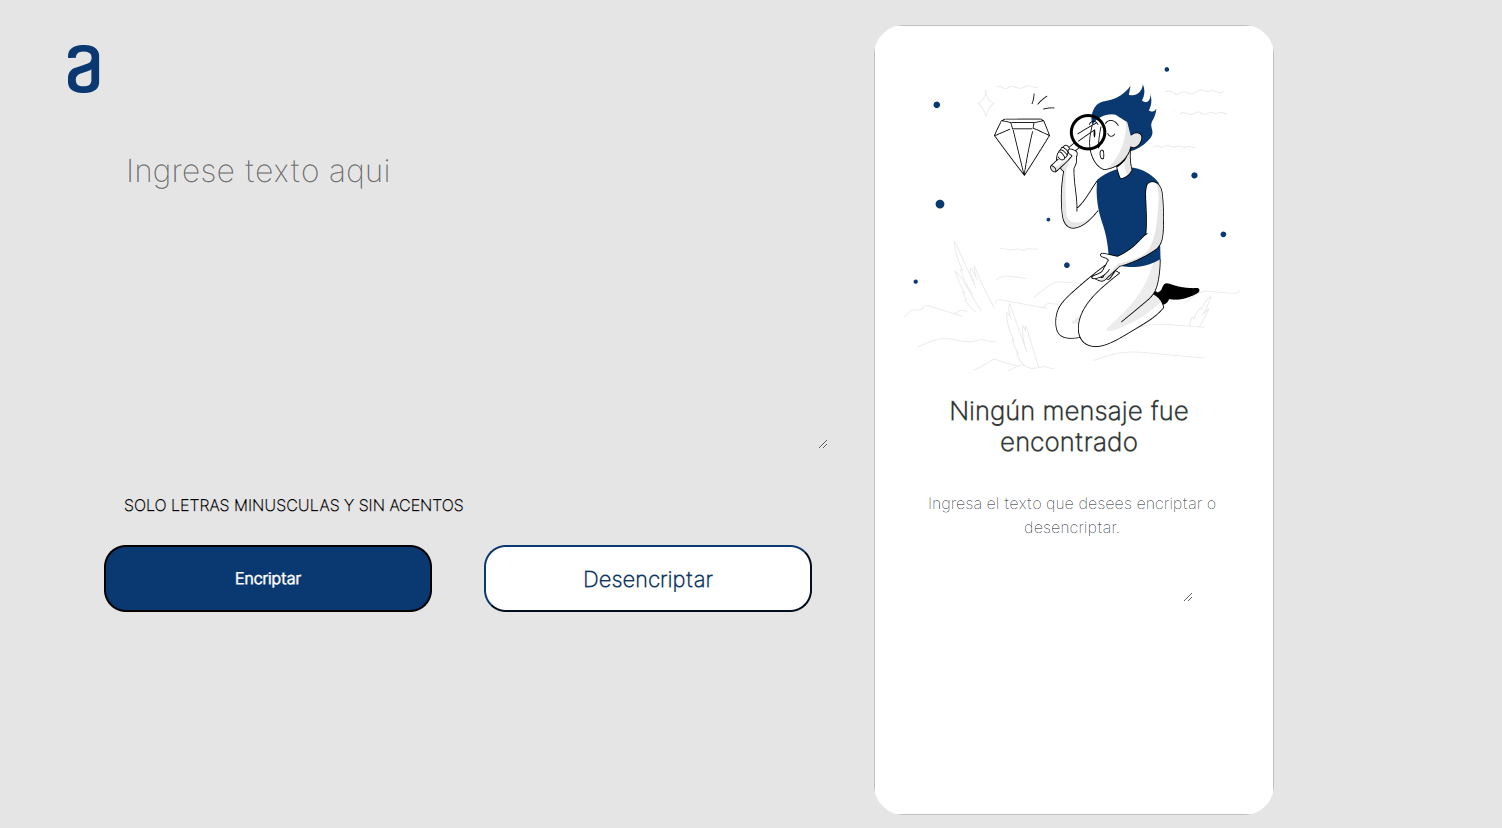 a
Ingrese texto aqui
SOLO LETRAS MINUSCULAS Y SIN ACENTOS
Encriptar
Desencriptar
Ningún mensaje fue
encontrado
Ingresa el texto que desees encriptar o
desencriptar.